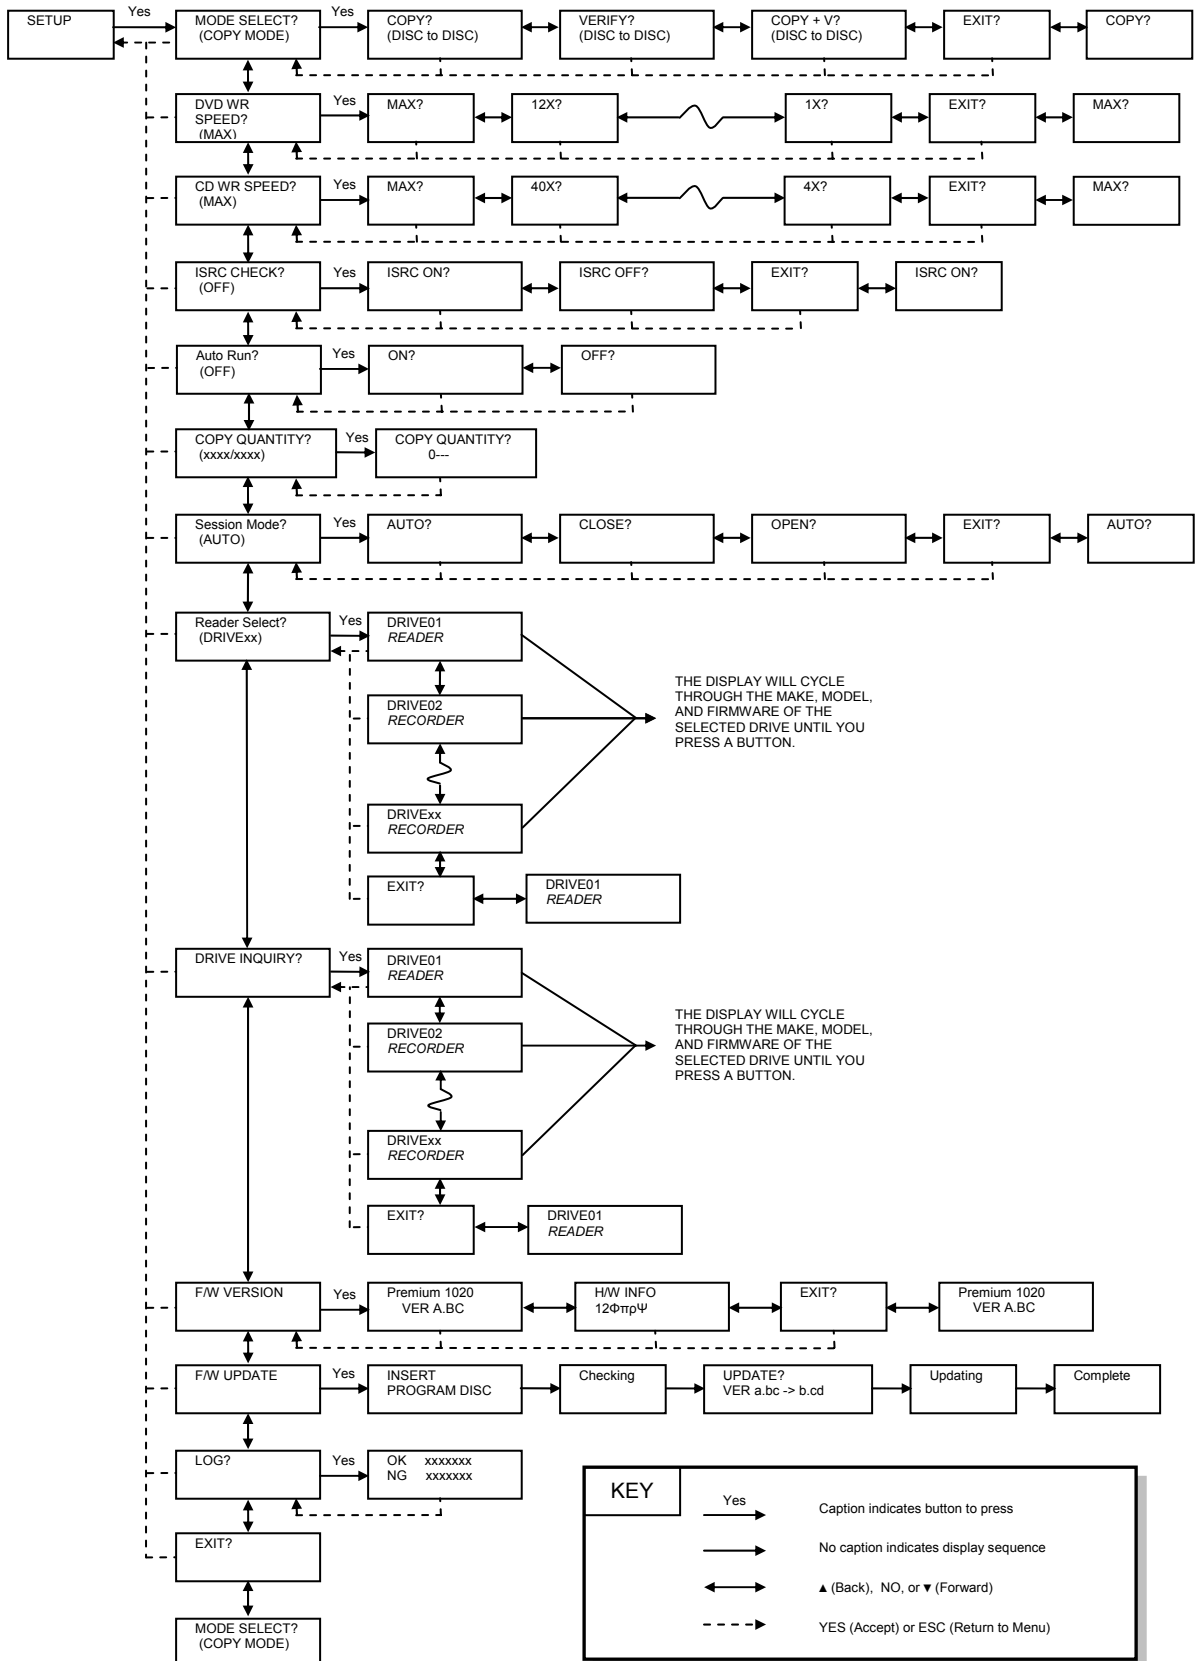 SETUP
Yes
MODE SELECT?
(COPY MODE)
Yes
COPY?
(DISC to DISC)
VERIFY?
(DISC to DISC)
COPY + V?
(DISC to DISC)
EXIT?
COPY?
DVD WR
SPEED?
(MAX)
Yes
MAX?
12X?
1X?
EXIT?
MAX?
CD WR SPEED?
(MAX)
Yes
MAX?
40X?
4X?
EXIT?
MAX?
ISRC CHECK?
(OFF)
Yes
ISRC ON?
ISRC OFF?
EXIT?
ISRC ON?
Auto Run?
(OFF)
Yes
ON?
OFF?
COPY QUANTITY?
(xxxx/xxxx)
Yes
COPY QUANTITY?
0---
Session Mode?
(AUTO)
Yes
AUTO?
CLOSE?
OPEN?
EXIT?
AUTO?
Reader Select?
(DRIVExx)
Yes
DRIVE01
READER
DRIVE02
RECORDER
DRIVExx
RECORDER
EXIT?
DRIVE01
READER
THE DISPLAY WILL CYCLE
THROUGH THE MAKE, MODEL,
AND FIRMWARE OF THE
SELECTED DRIVE UNTIL YOU
PRESS A BUTTON.
DRIVE INQUIRY?
Yes
DRIVE01
READER
DRIVE02
RECORDER
DRIVExx
RECORDER
EXIT?
DRIVE01
READER
THE DISPLAY WILL CYCLE
THROUGH THE MAKE, MODEL,
AND FIRMWARE OF THE
SELECTED DRIVE UNTIL YOU
PRESS A BUTTON.
F/W VERSION
Yes
Premium 1020
VER A.BC
H/W INFO
12ΦπρΨ
EXIT?
Premium 1020
VER A.BC
F/W UPDATE
Yes
INSERT
PROGRAM DISC
Checking
UPDATE?
VER a.bc -> b.cd
Updating
Complete
LOG?
Yes
OK xxxxxxx
NG xxxxxxx
EXIT?
MODE SELECT?
(COPY MODE)
KEY
Yes
Caption indicates button to press
No caption indicates display sequence
▲ (Back), NO, or ▼ (Forward)
YES (Accept) or ESC (Return to Menu)